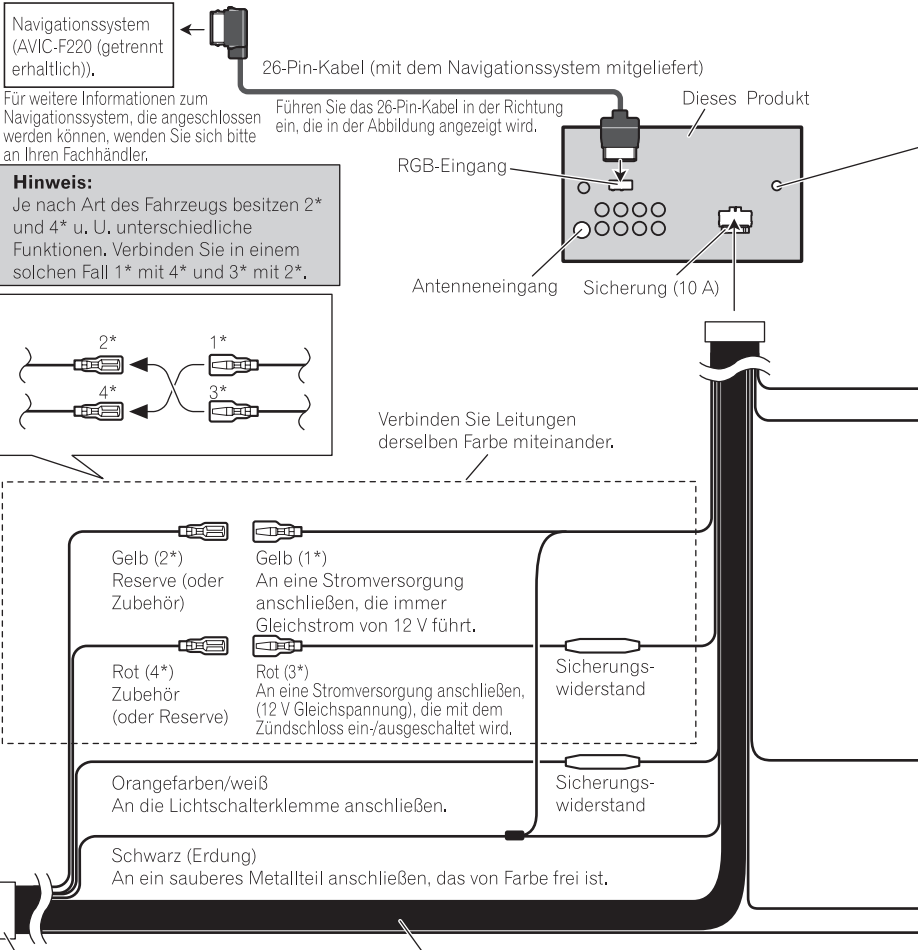 Navigationssystem
(AVIC-F220 (getrennt
erhaltlich)).
Für weitere Informationen zum
Navigationssystem, die angeschlossen
werden können, wenden Sie sich bitte
an Ihren Fachhändler.
26-Pin-Kabel (mit dem Navigationssystem mitgeliefert)
Führen Sie das 26-Pin-Kabel in der Richtung
ein, die in der Abbildung angezeigt wird.
Dieses Produkt
RGB-Eingang
Antenneneingang
Sicherung (10 A)
Hinweis:
Je nach Art des Fahrzeugs besitzen 2*
und 4* u. U. unterschiedliche
Funktionen. Verbinden Sie in einem
solchen Fall 1* mit 4* und 3* mit 2*.
2*
1*
4*
3*
Verbinden Sie Leitungen
derselben Farbe miteinander.
Gelb (2*)
Reserve (oder
Zubehör)
Gelb (1*)
An eine Stromversorgung
anschließen, die immer
Gleichstrom von 12 V führt.
Rot (4*)
Zubehör
(oder Reserve)
Rot (3*)
An eine Stromversorgung anschließen,
(12 V Gleichspannung), die mit dem
Zündschloss ein-/ausgeschaltet wird.
Sicherungs-
widerstand
Orangefarben/weiß
An die Lichtschalterklemme anschließen.
Sicherungs-
widerstand
Schwarz (Erdung)
An ein sauberes Metallteil anschließen, das von Farbe frei ist.